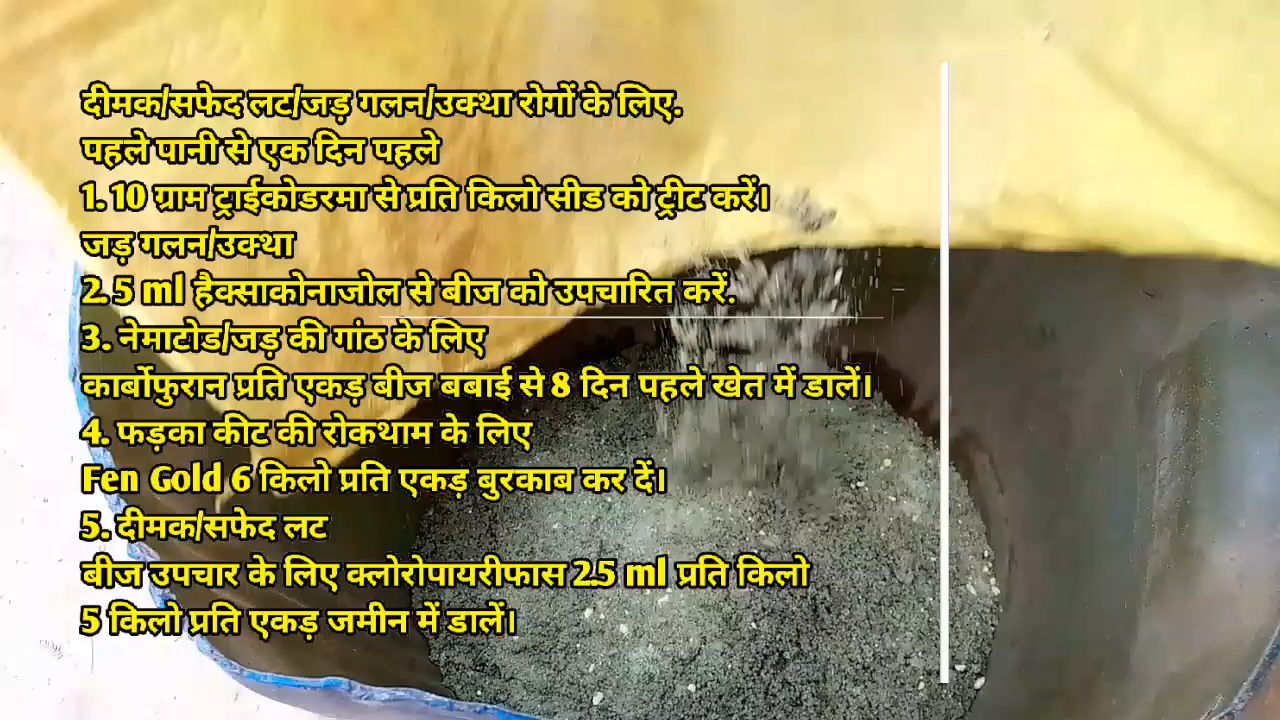 दीमक/सफेद लट/जड़ गलन/उक्था रोगों के लिए.
पहले पानी से एक दिन पहले
1. 10 ग्राम ट्राईकोडरमा से प्रति किलो सीड को ट्रीट करें।
जड़ गलन/उक्था
2. 5 ml हैक्साकोनाजोल से बीज को उपचारित करें.
3. नेमाटोड/जड़ की गांठ के लिए
कार्बोफुरान प्रति एकड़ बीज बबाई से 8 दिन पहले खेत में डालें।
4. फड़का कीट की रोकथाम के लिए
Fen Gold 6 किलो प्रति एकड़ बुरकाब कर दें।
5. दीमक/सफेद लट
बीज उपचार के लिए क्लोरोपायरीफास 2.5 ml प्रति किलो
5 किलो प्रति एकड़ जमीन में डालें।